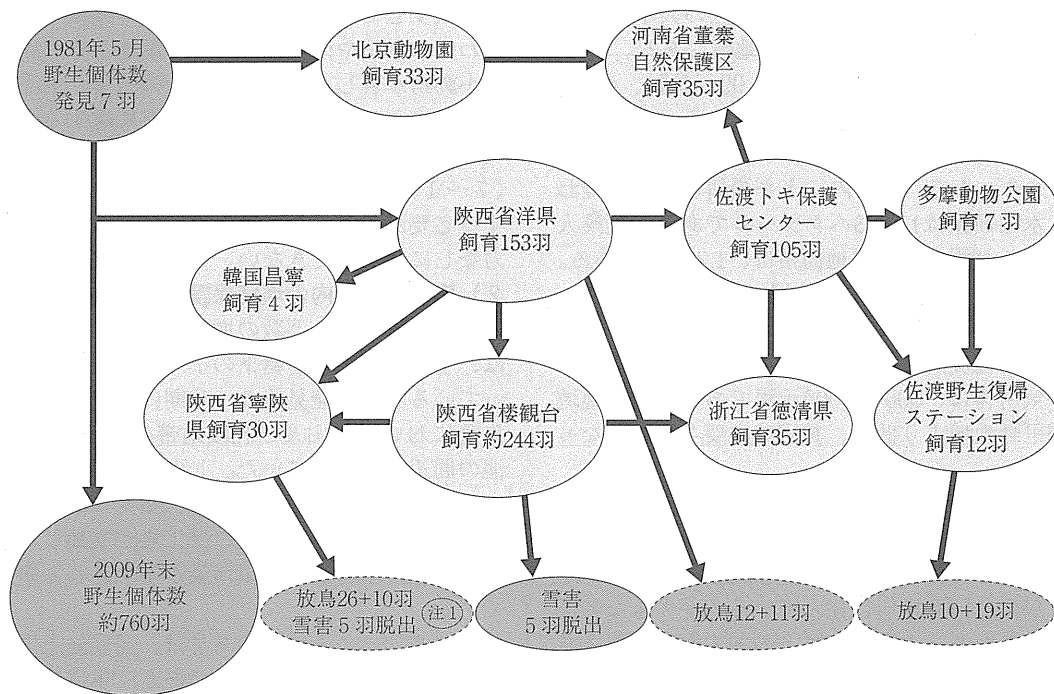 1981年5月
野生個体数
発見7羽
北京動物園
飼育33羽
河南省董寨
自然保護区
飼育35羽
陝西省洋県
飼育153羽
佐渡トキ保護
センター
飼育105羽
多摩動物公園
飼育7羽
韓国昌寧
飼育4羽
陝西省寧陝
県飼育30羽
陝西省楼観台
飼育約244羽
浙江省徳清県
飼育35羽
佐渡野生復帰
ステーション
飼育12羽
2009年末
野生個体数
約760羽
放鳥26+10羽
雪害5羽脱出 注1
雪害
5羽脱出
放鳥12+11羽
放鳥10+19羽